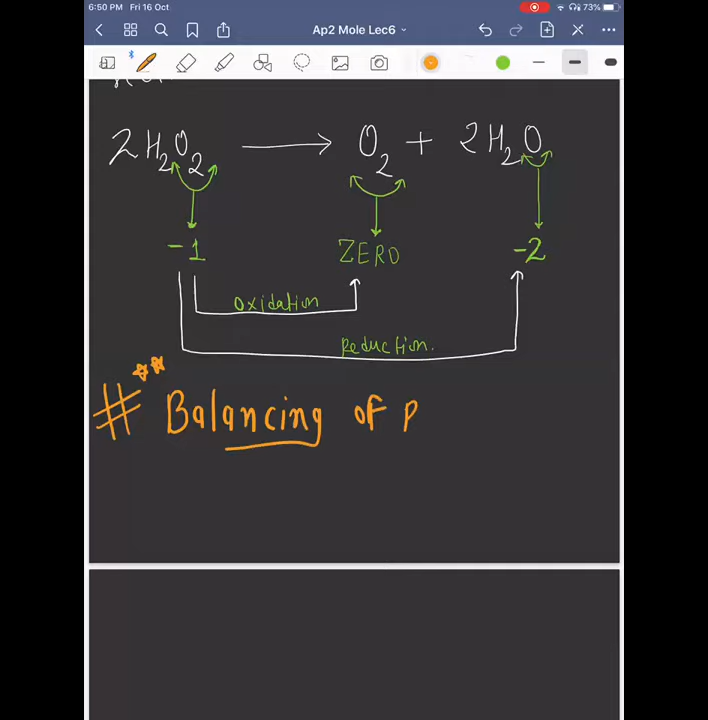 6:50 PM Fri 16 Oct 73%
Ap2 Mole Lec6
2H₂O₂ → O₂ + 2H₂O
-1 ZERO -2
oxidation
Reduction.
# Balancing of P